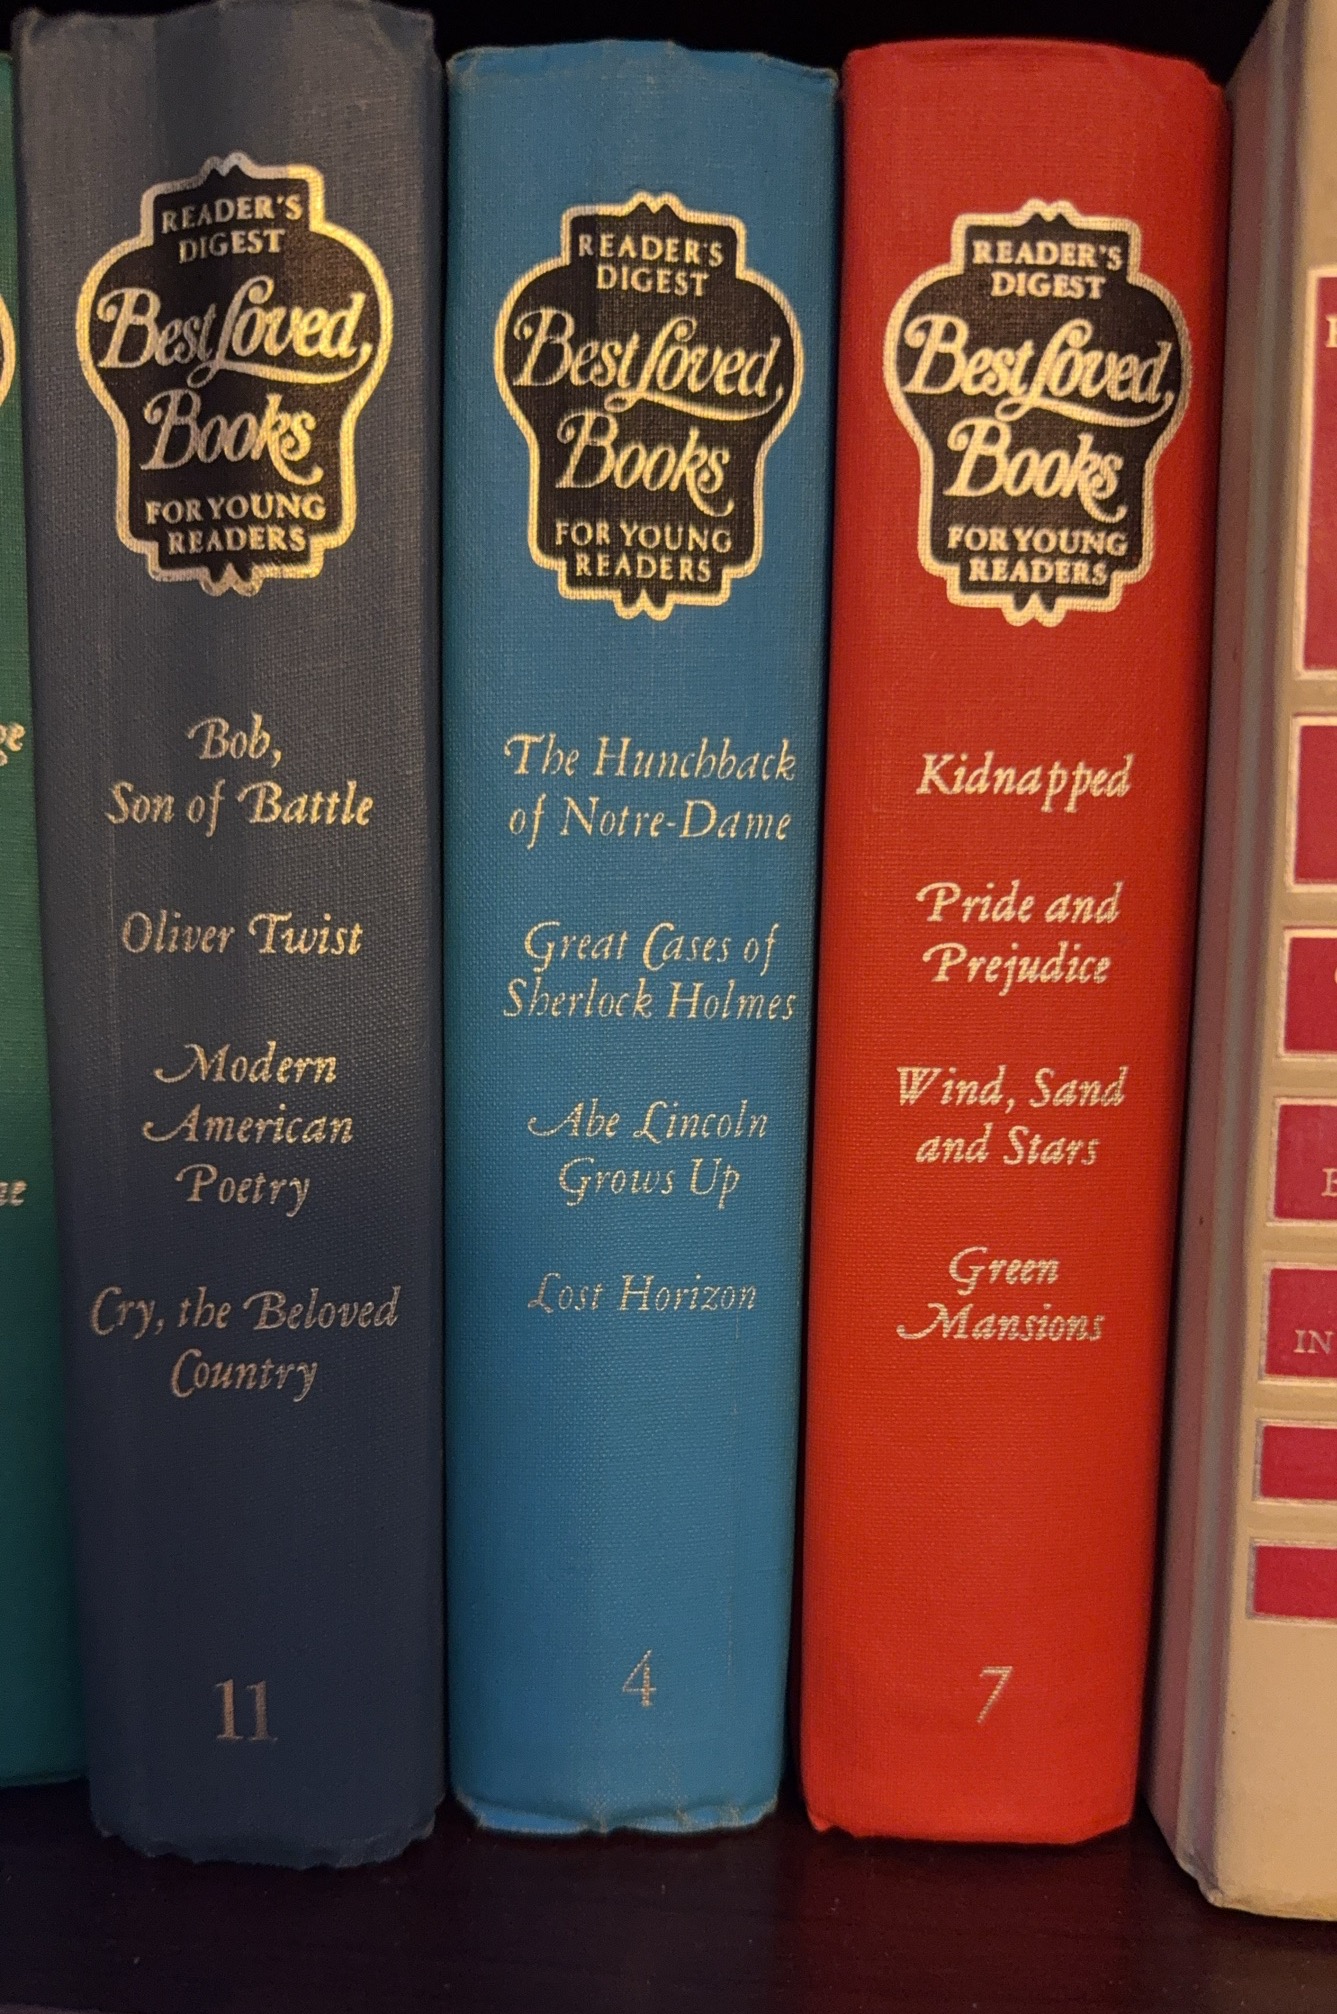 READER'S
DIGEST
Best Loved
Books
FOR YOUNG
READERS
Bob,
Son of Battle
Oliver Twist
Modern
American
Poetry
Cry, the Beloved
Country
11
READER'S
DIGEST
Best Loved
Books
FOR YOUNG
READERS
The Hunchback
of Notre-Dame
Great Cases of
Sherlock Holmes
Abe Lincoln
Grows Up
Lost Horizon
4
READER'S
DIGEST
Best Loved
Books
FOR YOUNG
READERS
Kidnapped
Pride and
Prejudice
Wind, Sand
and Stars
Green
Mansions
7
IN